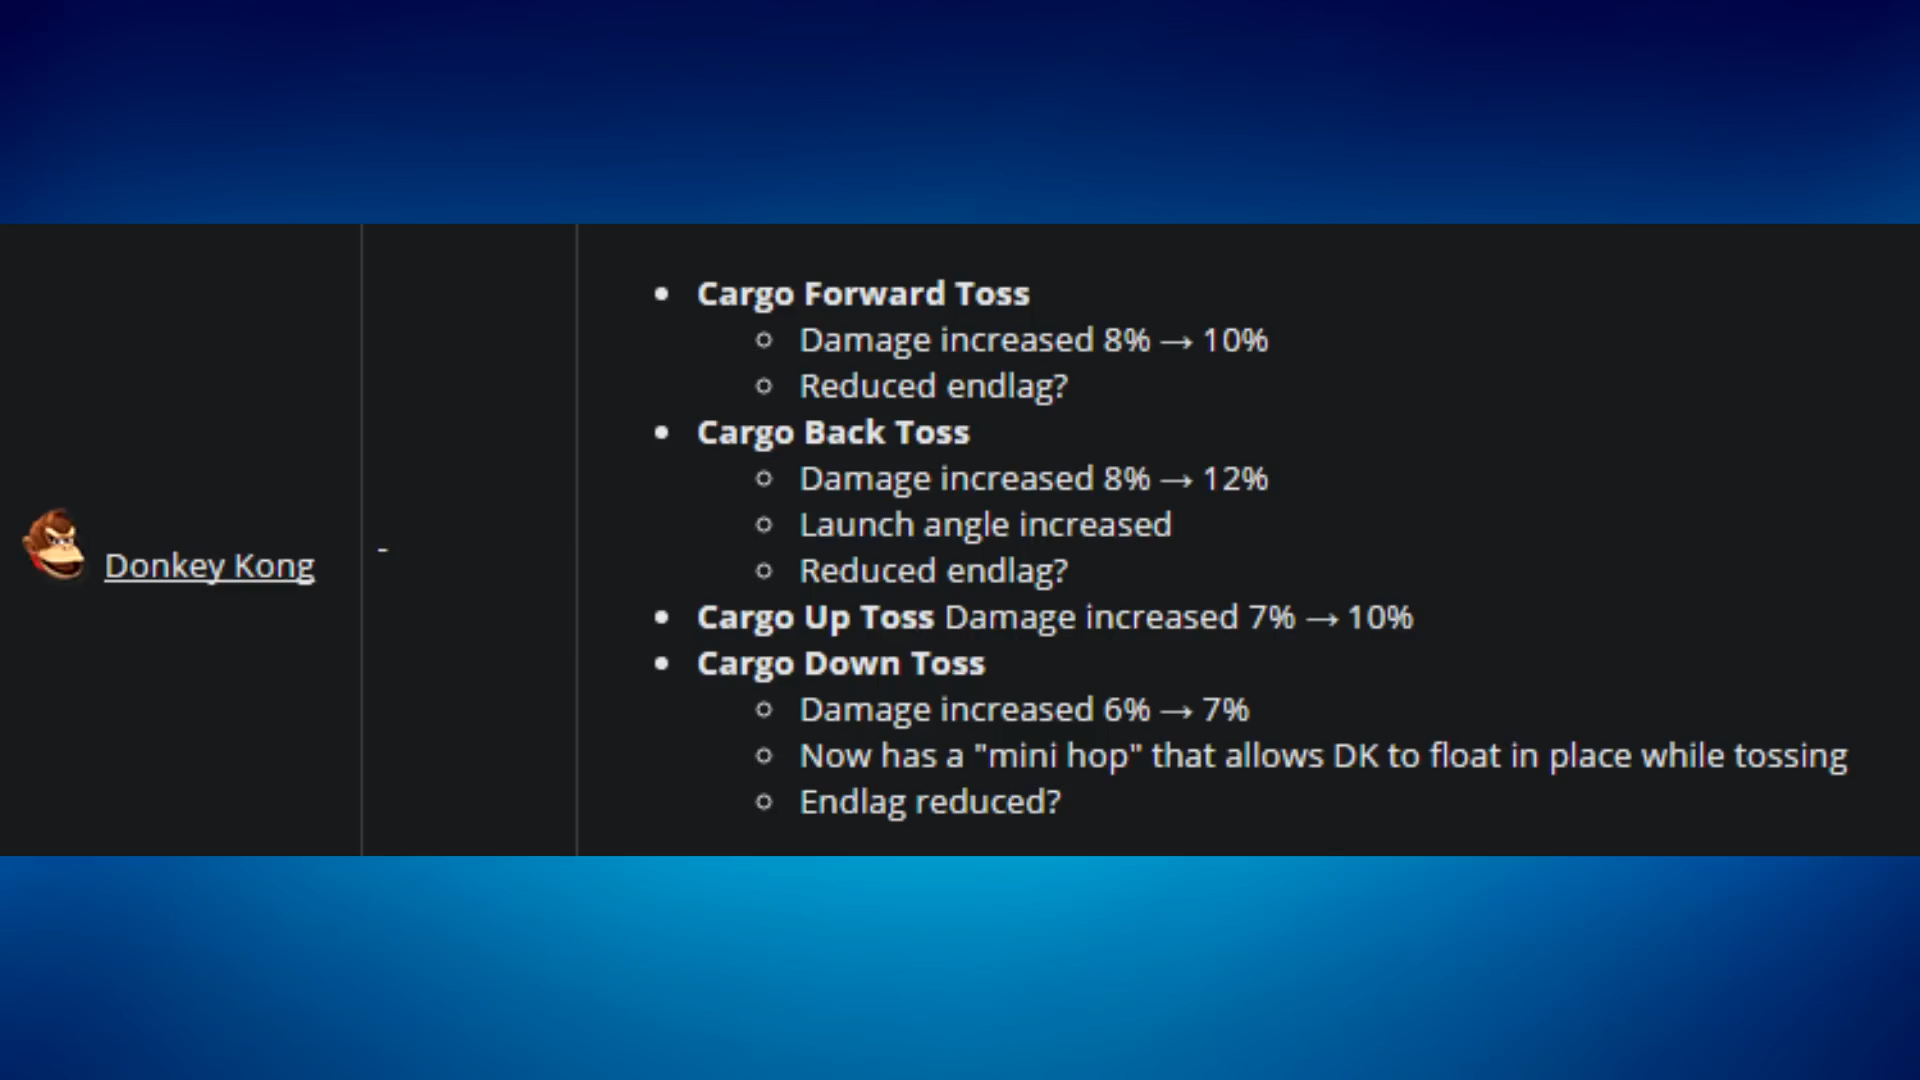 Cargo Forward Toss
Damage increased 8% → 10%
Reduced endlag?
Cargo Back Toss
Damage increased 8% → 12%
Launch angle increased
Reduced endlag?
Donkey Kong
-
Cargo Up Toss Damage increased 7% → 10%
Cargo Down Toss
Damage increased 6% → 7%
Now has a "mini hop" that allows DK to float in place while tossing
Endlag reduced?